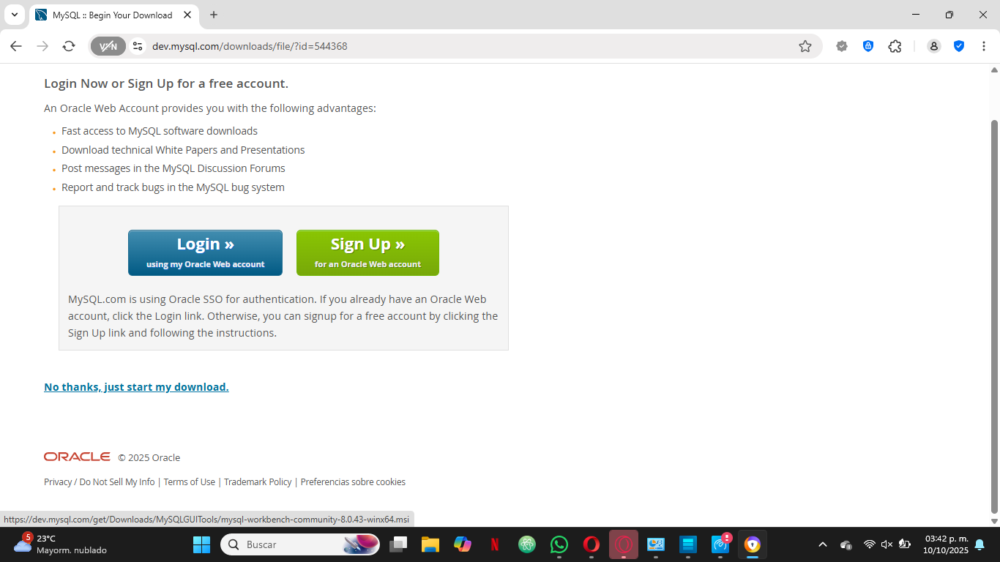 MySQL :: Begin Your Download
VPN
dev.mysql.com/downloads/file/?id=544368
Login Now or Sign Up for a free account.
An Oracle Web Account provides you with the following advantages:
Fast access to MySQL software downloads
Download technical White Papers and Presentations
Post messages in the MySQL Discussion Forums
Report and track bugs in the MySQL bug system
Login »
using my Oracle Web account
Sign Up »
for an Oracle Web account
MySQL.com is using Oracle SSO for authentication. If you already have an Oracle Web
account, click the Login link. Otherwise, you can signup for a free account by clicking the
Sign Up link and following the instructions.
No thanks, just start my download.
ORACLE © 2025 Oracle
Privacy / Do Not Sell My Info | Terms of Use | Trademark Policy | Preferencias sobre cookies
https://dev.mysql.com/get/Downloads/MySQLGUITools/mysql-workbench-community-8.0.43-winx64.msi
5
23°C
Mayorm. nublado
Buscar
03:42 p. m.
10/10/2025